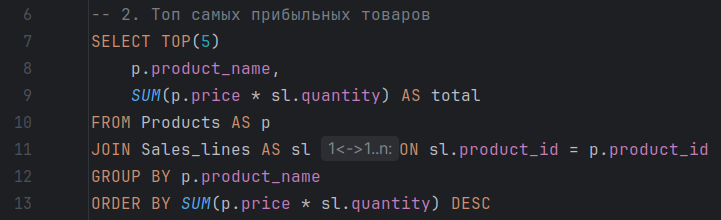 6 -- 2. Топ самых прибыльных товаров
7 SELECT TOP(5)
8 p.product_name,
9 SUM(p.price * sl.quantity) AS total
10 FROM Products AS p
11 JOIN Sales_lines AS sl 1<->1..n: ON sl.product_id = p.product_id
12 GROUP BY p.product_name
13 ORDER BY SUM(p.price * sl.quantity) DESC